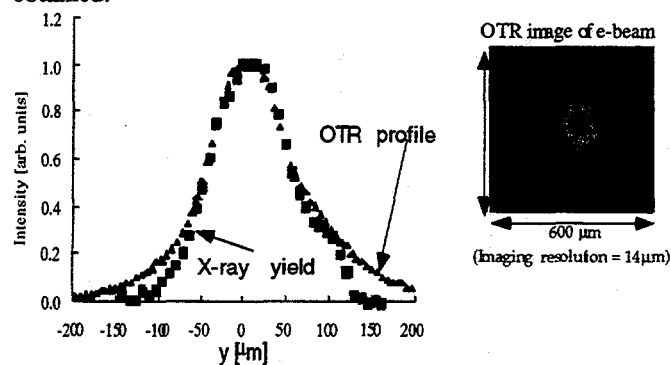 1.2
1.0
0.8
0.6
0.4
0.2
0.0
Intensity [arb. units]
-200 -150 -100 -50 0 50 100 150 200
y [µm]
OTR profile
X-ray yield
OTR image of e-beam
600 µm
(Imaging resolution = 14µm)